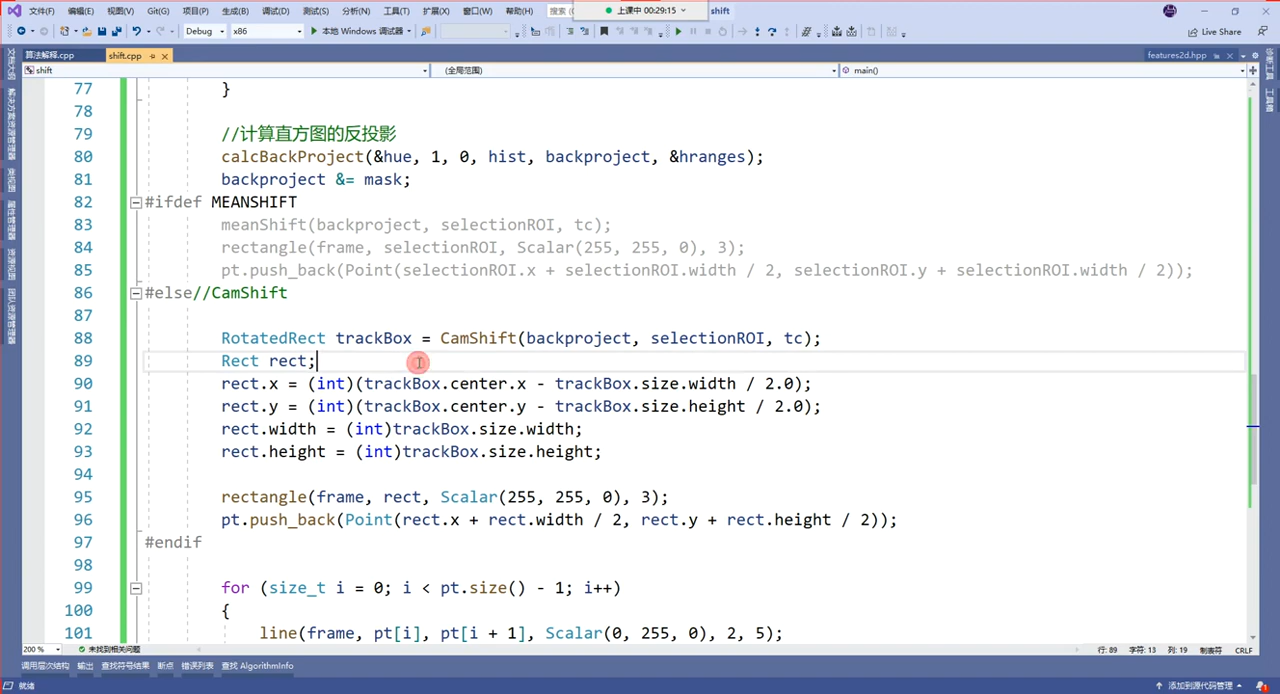 文件(F) 编辑(E) 视图(V) Git(G) 项目(P) 生成(B) 调试(D) 测试(S) 分析(N) 工具(T) 扩展(X) 窗口(W) 帮助(H) 搜索 上课中 00:29:15 shift
Debug x86 本地 Windows 调试器 Live Share
算法解释.cpp shift.cpp features2d.hpp
shift (全局范围) main()
77 }
78
79 //计算直方图的反投影
80 calcBackProject(&hue, 1, 0, hist, backproject, &hranges);
81 backproject &= mask;
82 #ifdef MEANSHIFT
83 meanShift(backproject, selectionROI, tc);
84 rectangle(frame, selectionROI, Scalar(255, 255, 0), 3);
85 pt.push_back(Point(selectionROI.x + selectionROI.width / 2, selectionROI.y + selectionROI.width / 2));
86 #else//CamShift
87
88 RotatedRect trackBox = CamShift(backproject, selectionROI, tc);
89 Rect rect;
90 rect.x = (int)(trackBox.center.x - trackBox.size.width / 2.0);
91 rect.y = (int)(trackBox.center.y - trackBox.size.height / 2.0);
92 rect.width = (int)trackBox.size.width;
93 rect.height = (int)trackBox.size.height;
94
95 rectangle(frame, rect, Scalar(255, 255, 0), 3);
96 pt.push_back(Point(rect.x + rect.width / 2, rect.y + rect.height / 2));
97 #endif
98
99 for (size_t i = 0; i < pt.size() - 1; i++)
100 {
101 line(frame, pt[i], pt[i + 1], Scalar(0, 255, 0), 2, 5);
200 % 未找到相关问题 行: 89 字符: 13 列: 19 制表符 CRLF
调用层次结构 输出 查找符号结果 断点 错误列表 查找 AlgorithmInfo
就绪 添加到源代码管理